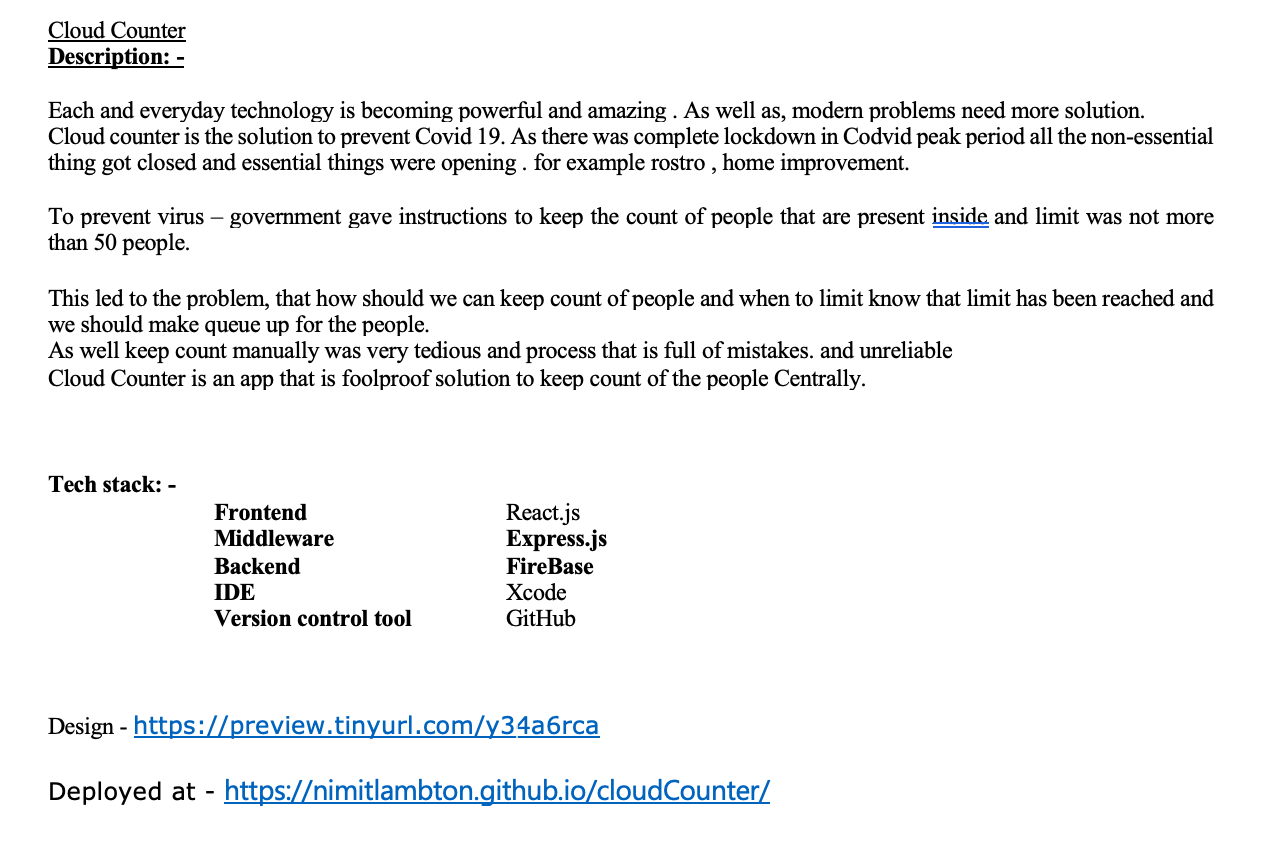 Cloud Counter
Description: -
Each and everyday technology is becoming powerful and amazing . As well as, modern problems need more solution.
Cloud counter is the solution to prevent Covid 19. As there was complete lockdown in Codvid peak period all the non-essential
thing got closed and essential things were opening . for example rostro , home improvement.
To prevent virus – government gave instructions to keep the count of people that are present inside and limit was not more
than 50 people.
This led to the problem, that how should we can keep count of people and when to limit know that limit has been reached and
we should make queue up for the people.
As well keep count manually was very tedious and process that is full of mistakes. and unreliable
Cloud Counter is an app that is foolproof solution to keep count of the people Centrally.
Tech stack: -
Frontend React.js
Middleware Express.js
Backend FireBase
IDE Xcode
Version control tool GitHub
Design - https://preview.tinyurl.com/y34a6rca
Deployed at - https://nimitlambton.github.io/cloudCounter/